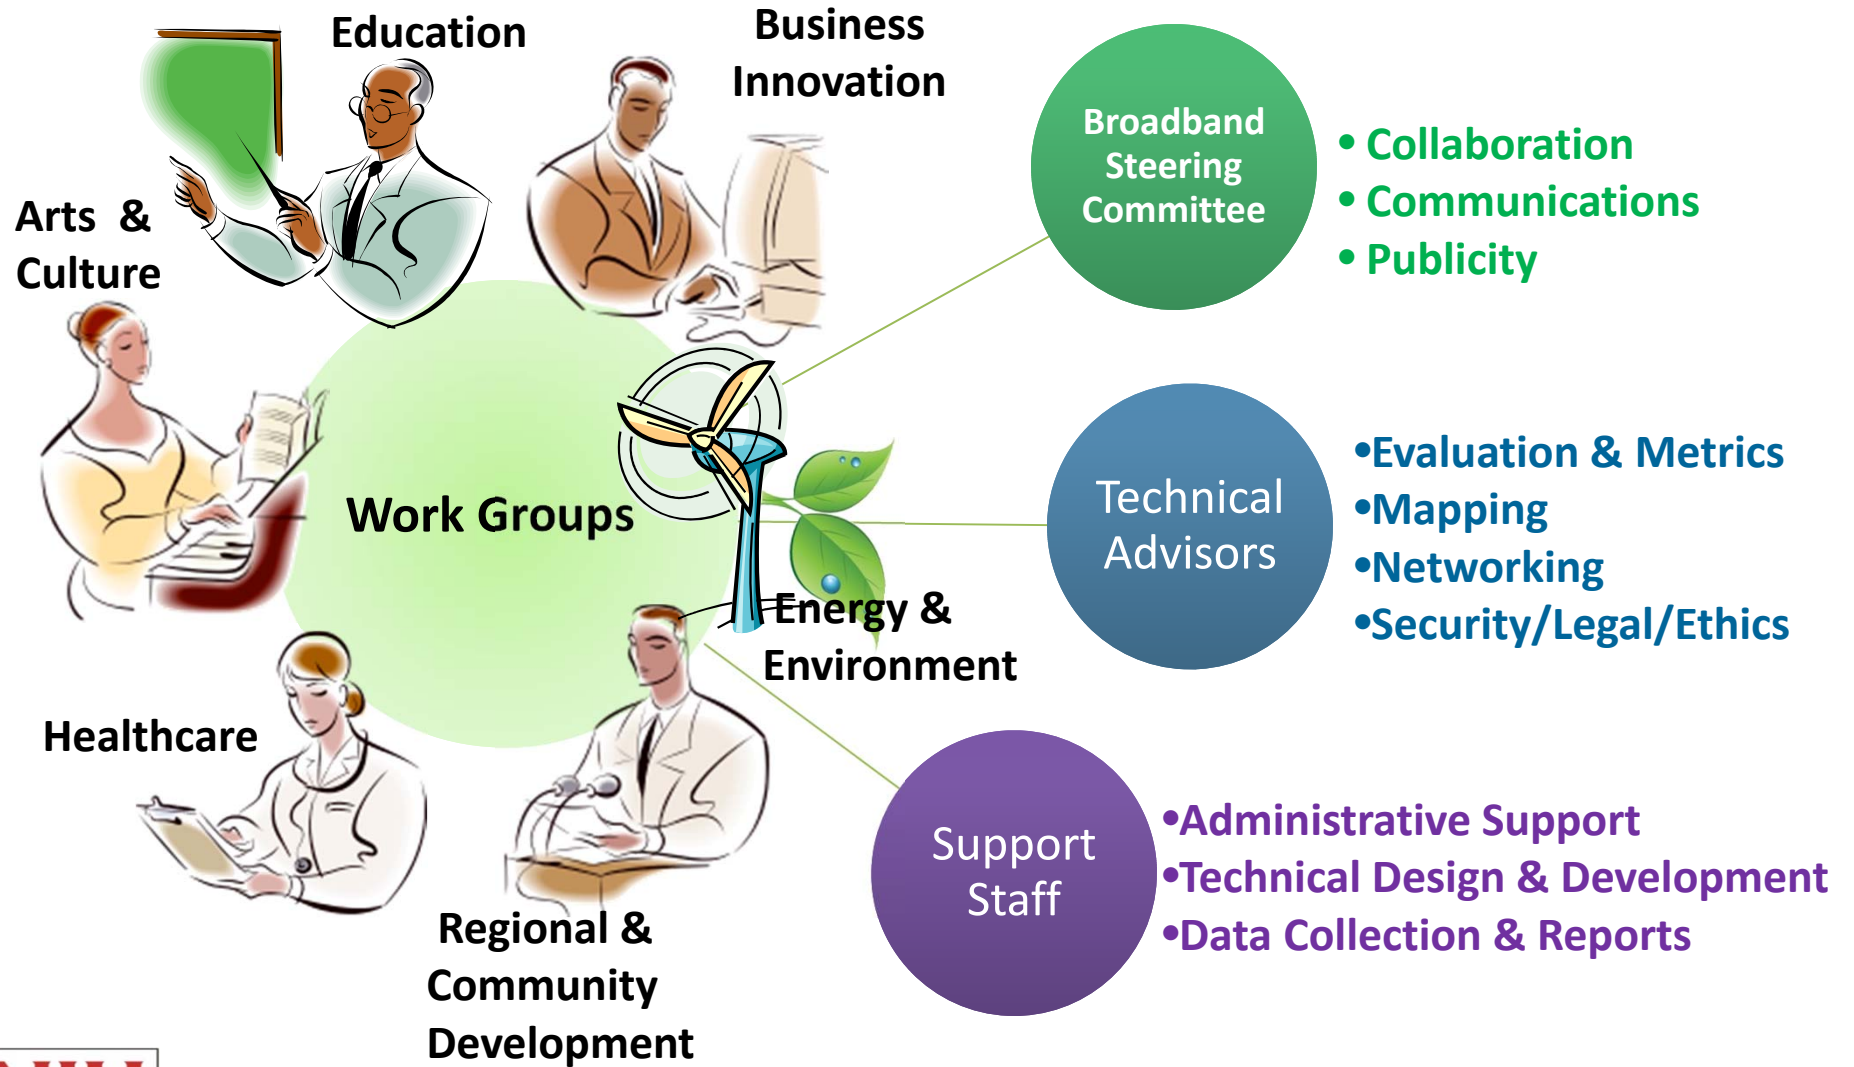 Education
Business
Innovation
Arts &
Culture
Work Groups
Energy &
Environment
Healthcare
Regional &
Community
Development
Broadband
Steering
Committee
• Collaboration
• Communications
• Publicity
Technical
Advisors
•Evaluation & Metrics
•Mapping
•Networking
•Security/Legal/Ethics
Support
Staff
•Administrative Support
•Technical Design & Development
•Data Collection & Reports